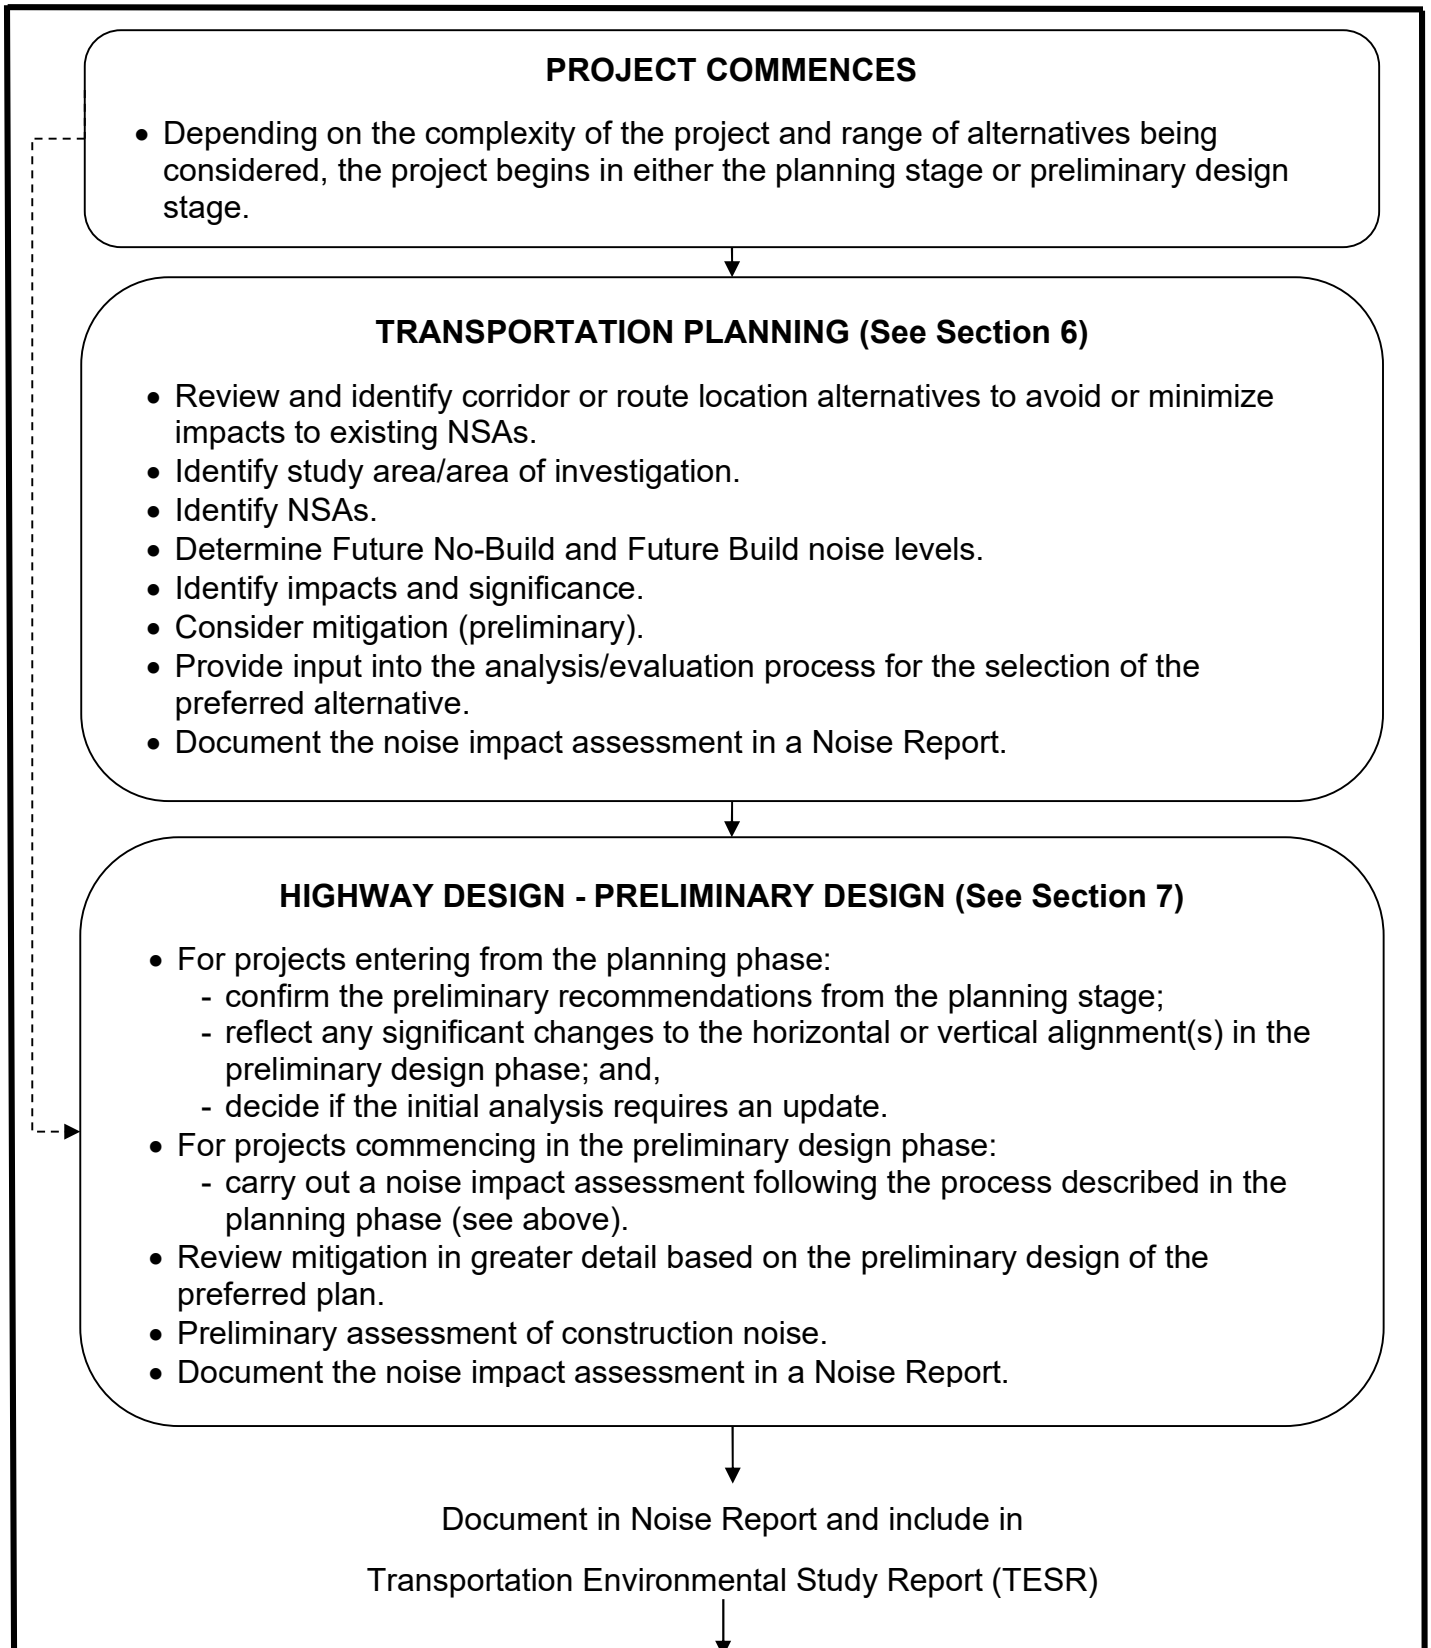 PROJECT COMMENCES
• Depending on the complexity of the project and range of alternatives being
considered, the project begins in either the planning stage or preliminary design
stage.
TRANSPORTATION PLANNING (See Section 6)
• Review and identify corridor or route location alternatives to avoid or minimize
impacts to existing NSAs.
• Identify study area/area of investigation.
• Identify NSAs.
• Determine Future No-Build and Future Build noise levels.
• Identify impacts and significance.
• Consider mitigation (preliminary).
• Provide input into the analysis/evaluation process for the selection of the
preferred alternative.
• Document the noise impact assessment in a Noise Report.
HIGHWAY DESIGN - PRELIMINARY DESIGN (See Section 7)
• For projects entering from the planning phase:
- confirm the preliminary recommendations from the planning stage;
- reflect any significant changes to the horizontal or vertical alignment(s) in the
preliminary design phase; and,
- decide if the initial analysis requires an update.
• For projects commencing in the preliminary design phase:
- carry out a noise impact assessment following the process described in the
planning phase (see above).
• Review mitigation in greater detail based on the preliminary design of the
preferred plan.
• Preliminary assessment of construction noise.
• Document the noise impact assessment in a Noise Report.
Document in Noise Report and include in
Transportation Environmental Study Report (TESR)